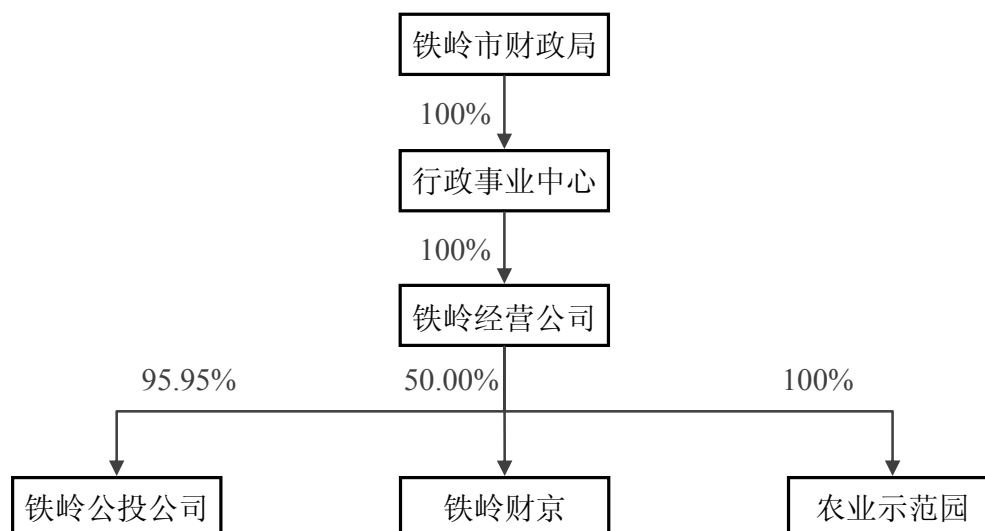 铁岭市财政局
100%
行政事业中心
100%
铁岭经营公司
95.95%
50.00%
100%
铁岭公投公司
铁岭财京
农业示范园